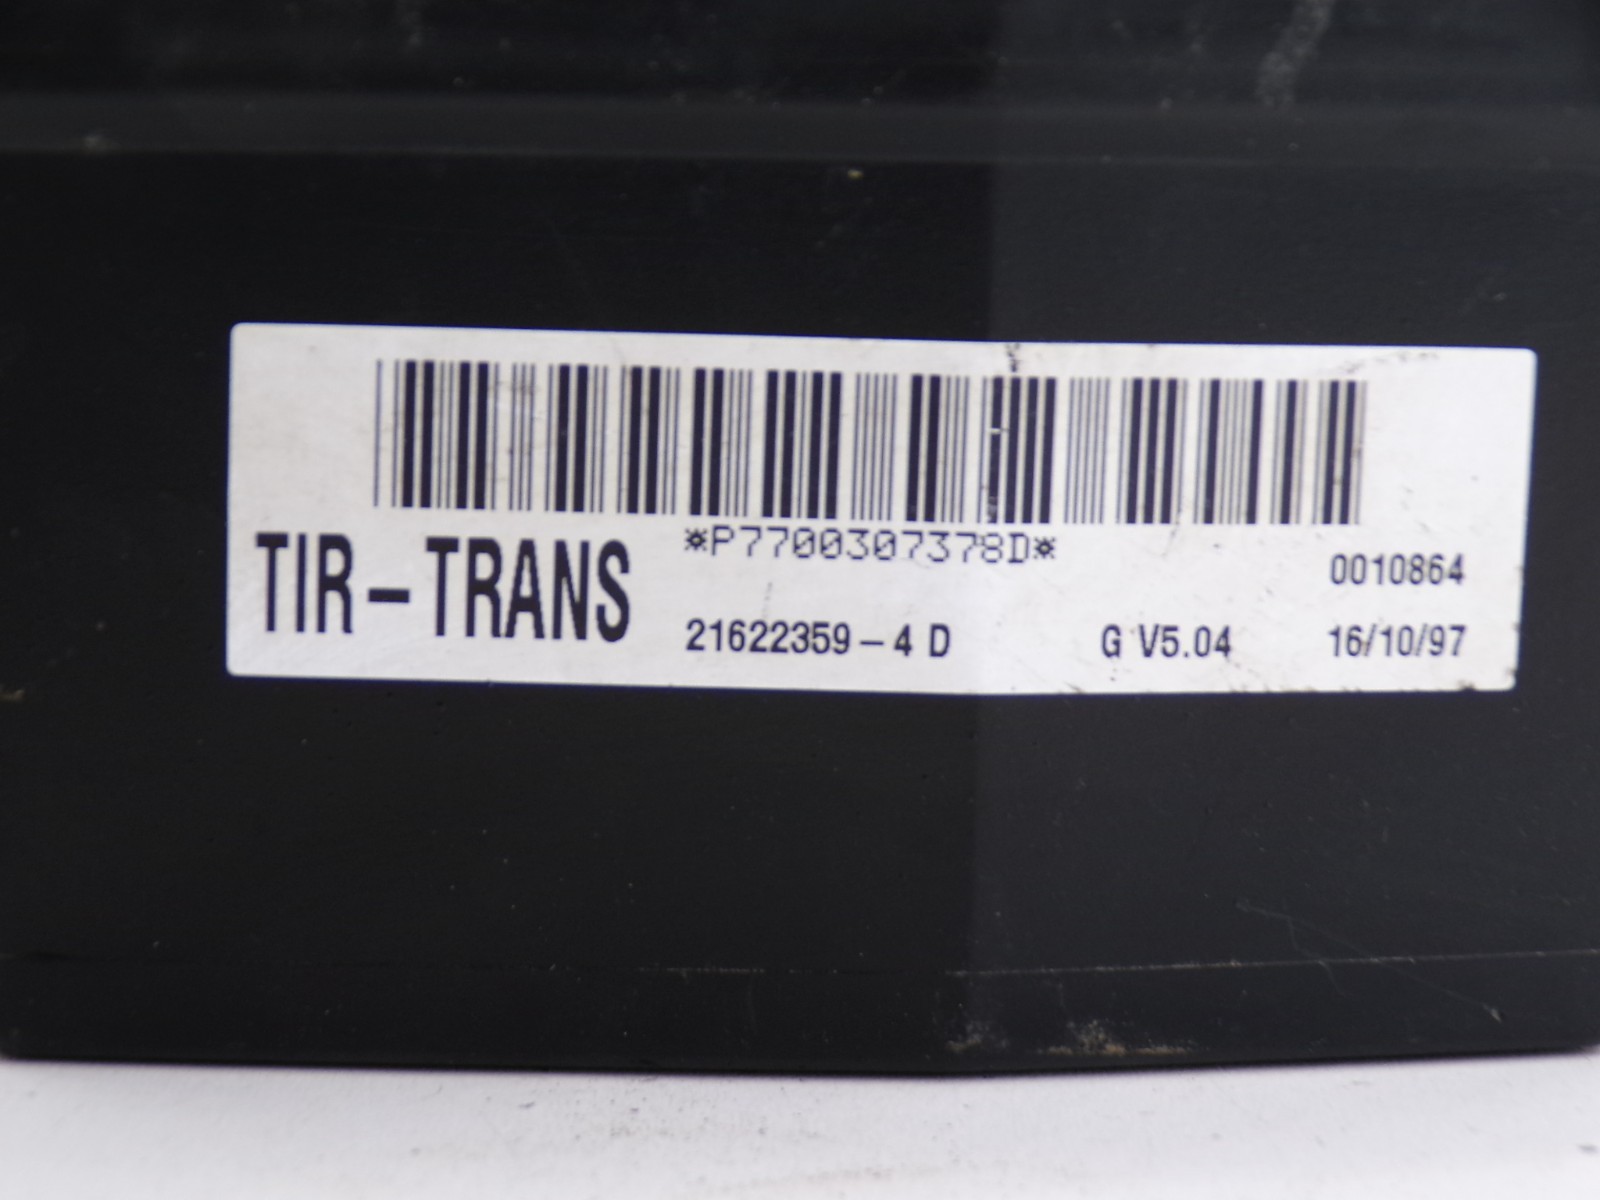 *P7700307378D*
TIR-TRANS
0010864
21622359-4 D G V5.04 16/10/97